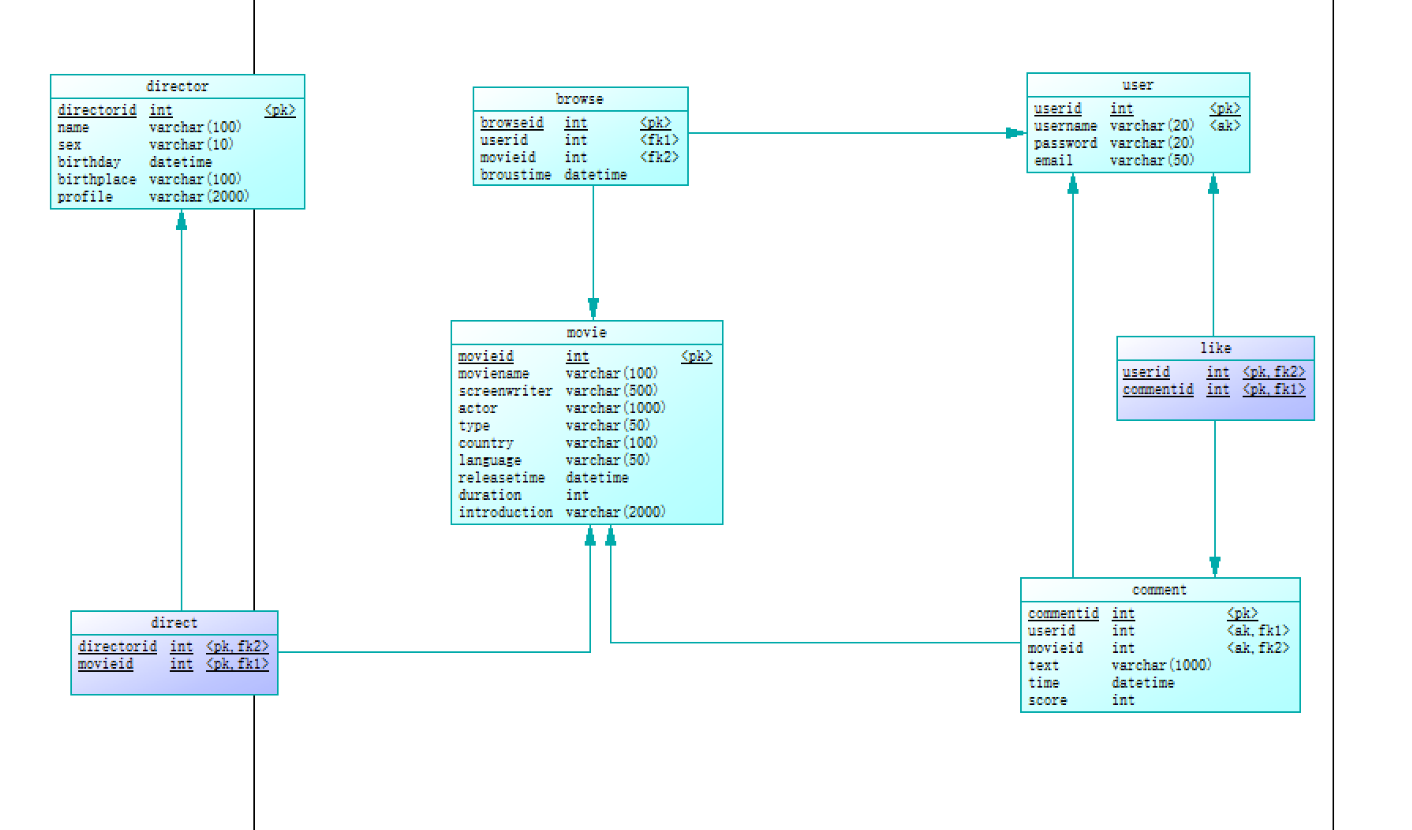 director
directorid int <pk>
name varchar(100)
sex varchar(10)
birthday datetime
birthplace varchar(100)
profile varchar(2000)
browse
browseid int <pk>
userid int <fk1>
movieid int <fk2>
broustime datetime
user
userid int <pk>
username varchar(20) <ak>
password varchar(20)
email varchar(50)
movie
movieid int <pk>
moviename varchar(100)
screenwriter varchar(500)
actor varchar(1000)
type varchar(50)
country varchar(100)
language varchar(50)
releasetime datetime
duration int
introduction varchar(2000)
like
userid int <pk,fk2>
commentid int <pk,fk1>
direct
directorid int <pk,fk2>
movieid int <pk,fk1>
comment
commentid int <pk>
userid int <ak,fk1>
movieid int <ak,fk2>
text varchar(1000)
time datetime
score int